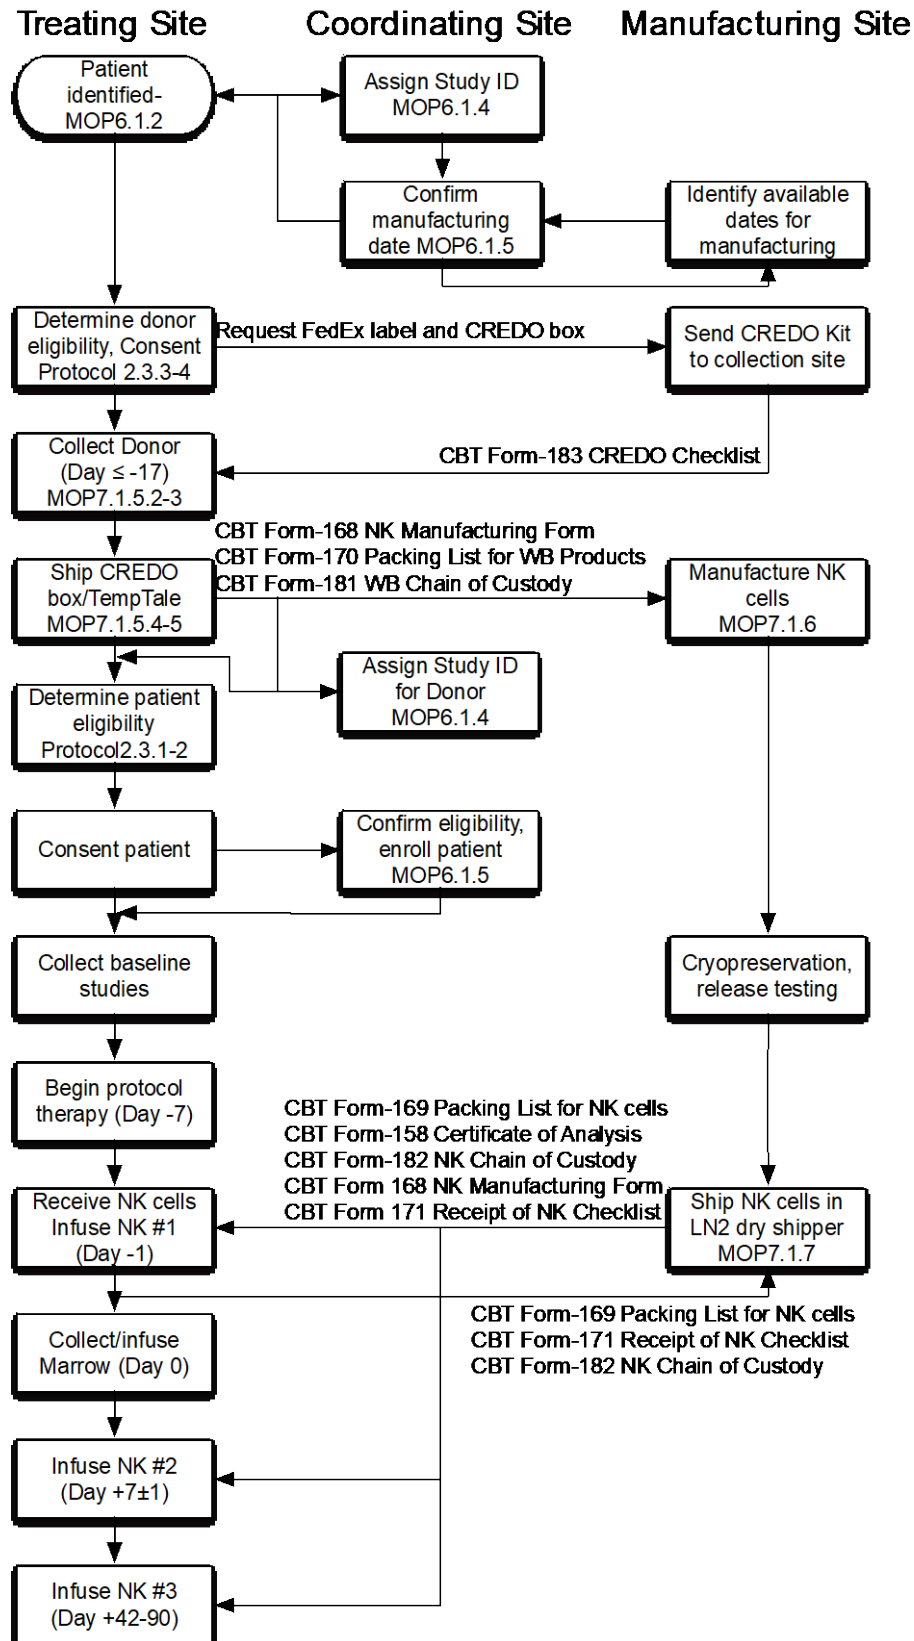 Treating Site
Coordinating Site
Manufacturing Site
Patient
identified-
MOP6.1.2
Assign Study ID
MOP6.1.4
Confirm
manufacturing
date MOP6.1.5
Identify available
dates for
manufacturing
Determine donor
eligibility, Consent
Protocol 2.3.3-4
Request FedEx label and CREDO box
Send CREDO Kit
to collection site
Collect Donor
(Day ≤ -17)
MOP7.1.5.2-3
CBT Form-183 CREDO Checklist
CBT Form-168 NK Manufacturing Form
CBT Form-170 Packing List for WB Products
CBT Form-181 WB Chain of Custody
Ship CREDO
box/TempTale
MOP7.1.5.4-5
Manufacture NK
cells
MOP7.1.6
Assign Study ID
for Donor
MOP6.1.4
Determine patient
eligibility
Protocol2.3.1-2
Consent patient
Confirm eligibility,
enroll patient
MOP6.1.5
Collect baseline
studies
Cryopreservation,
release testing
Begin protocol
therapy (Day -7)
CBT Form-169 Packing List for NK cells
CBT Form-158 Certificate of Analysis
CBT Form-182 NK Chain of Custody
CBT Form 168 NK Manufacturing Form
CBT Form 171 Receipt of NK Checklist
Receive NK cells
Infuse NK #1
(Day -1)
Ship NK cells in
LN2 dry shipper
MOP7.1.7
CBT Form-169 Packing List for NK cells
CBT Form-171 Receipt of NK Checklist
CBT Form-182 NK Chain of Custody
Collect/infuse
Marrow (Day 0)
Infuse NK #2
(Day +7±1)
Infuse NK #3
(Day +42-90)